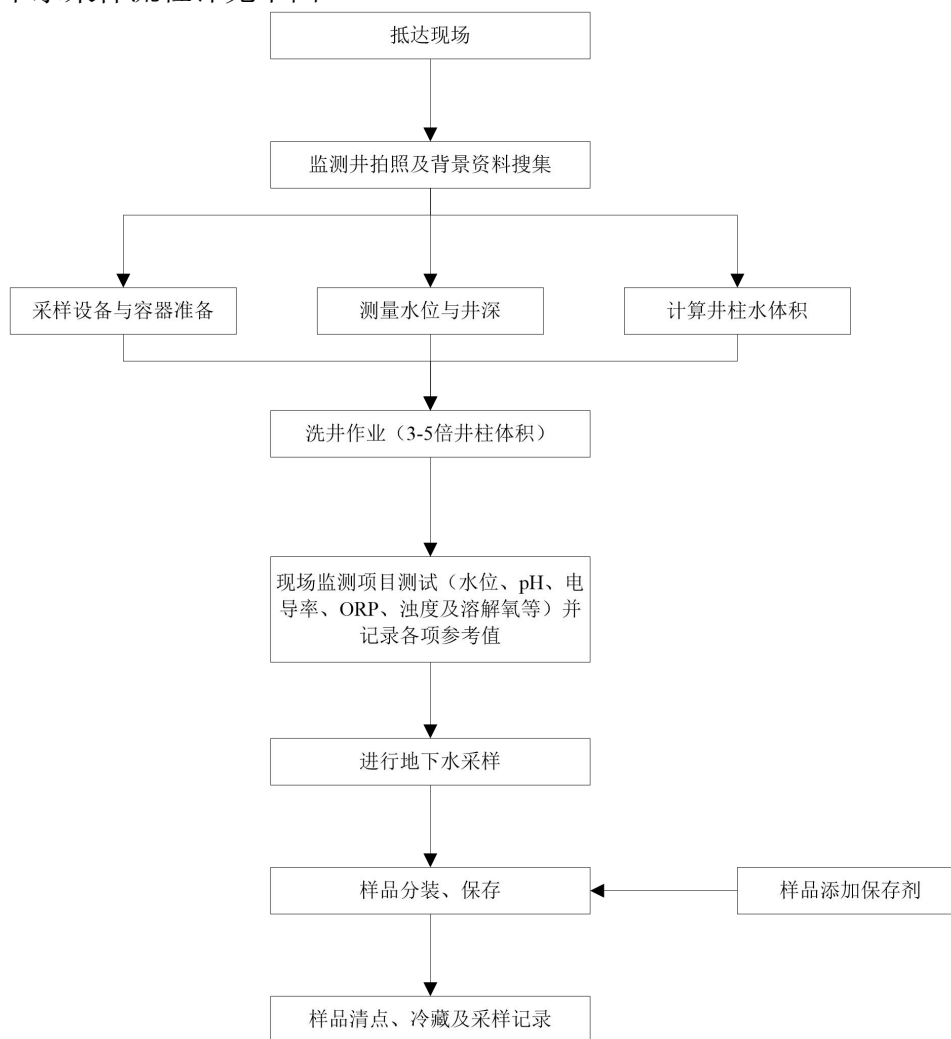 抵达现场
监测井拍照及背景资料搜集
采样设备与容器准备
测量水位与井深
计算井柱水体积
洗井作业（3-5倍井柱体积）
现场监测项目测试（水位、pH、电
导率、ORP、浊度及溶解氧等）并
记录各项参考值
进行地下水采样
样品分装、保存
样品添加保存剂
样品清点、冷藏及采样记录